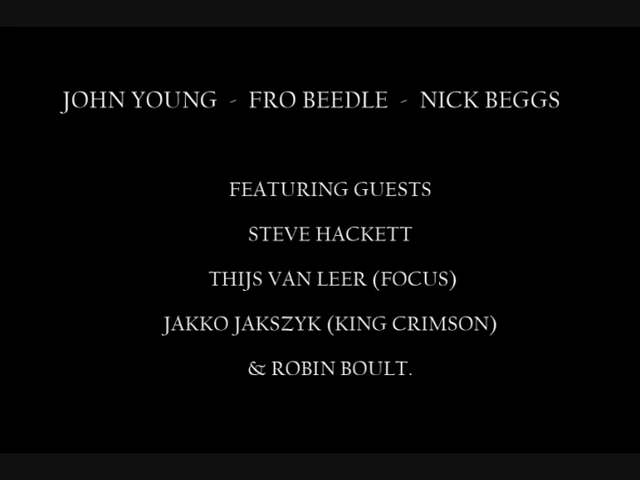 JOHN YOUNG - FRO BEEDLE - NICK BEGGS
FEATURING GUESTS
STEVE HACKETT
THIJS VAN LEER (FOCUS)
JAKKO JAKSZYK (KING CRIMSON)
& ROBIN BOULT.